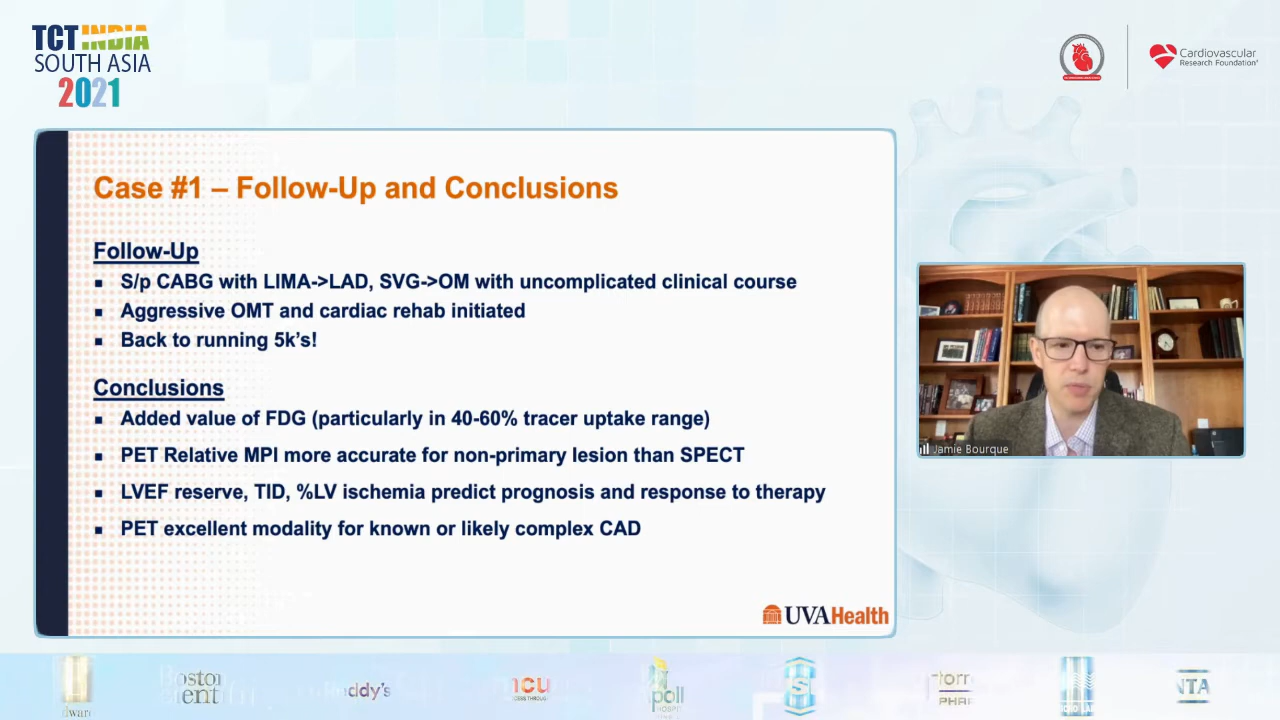 TCT INDIA
SOUTH ASIA
2021
Cardiovascular
Research Foundation
Case #1 – Follow-Up and Conclusions
Follow-Up
▪ S/p CABG with LIMA->LAD, SVG->OM with uncomplicated clinical course
▪ Aggressive OMT and cardiac rehab initiated
▪ Back to running 5k's!
Conclusions
▪ Added value of FDG (particularly in 40-60% tracer uptake range)
▪ PET Relative MPI more accurate for non-primary lesion than SPECT
▪ LVEF reserve, TID, %LV ischemia predict prognosis and response to therapy
▪ PET excellent modality for known or likely complex CAD
UVAHealth
Jamie Bourque